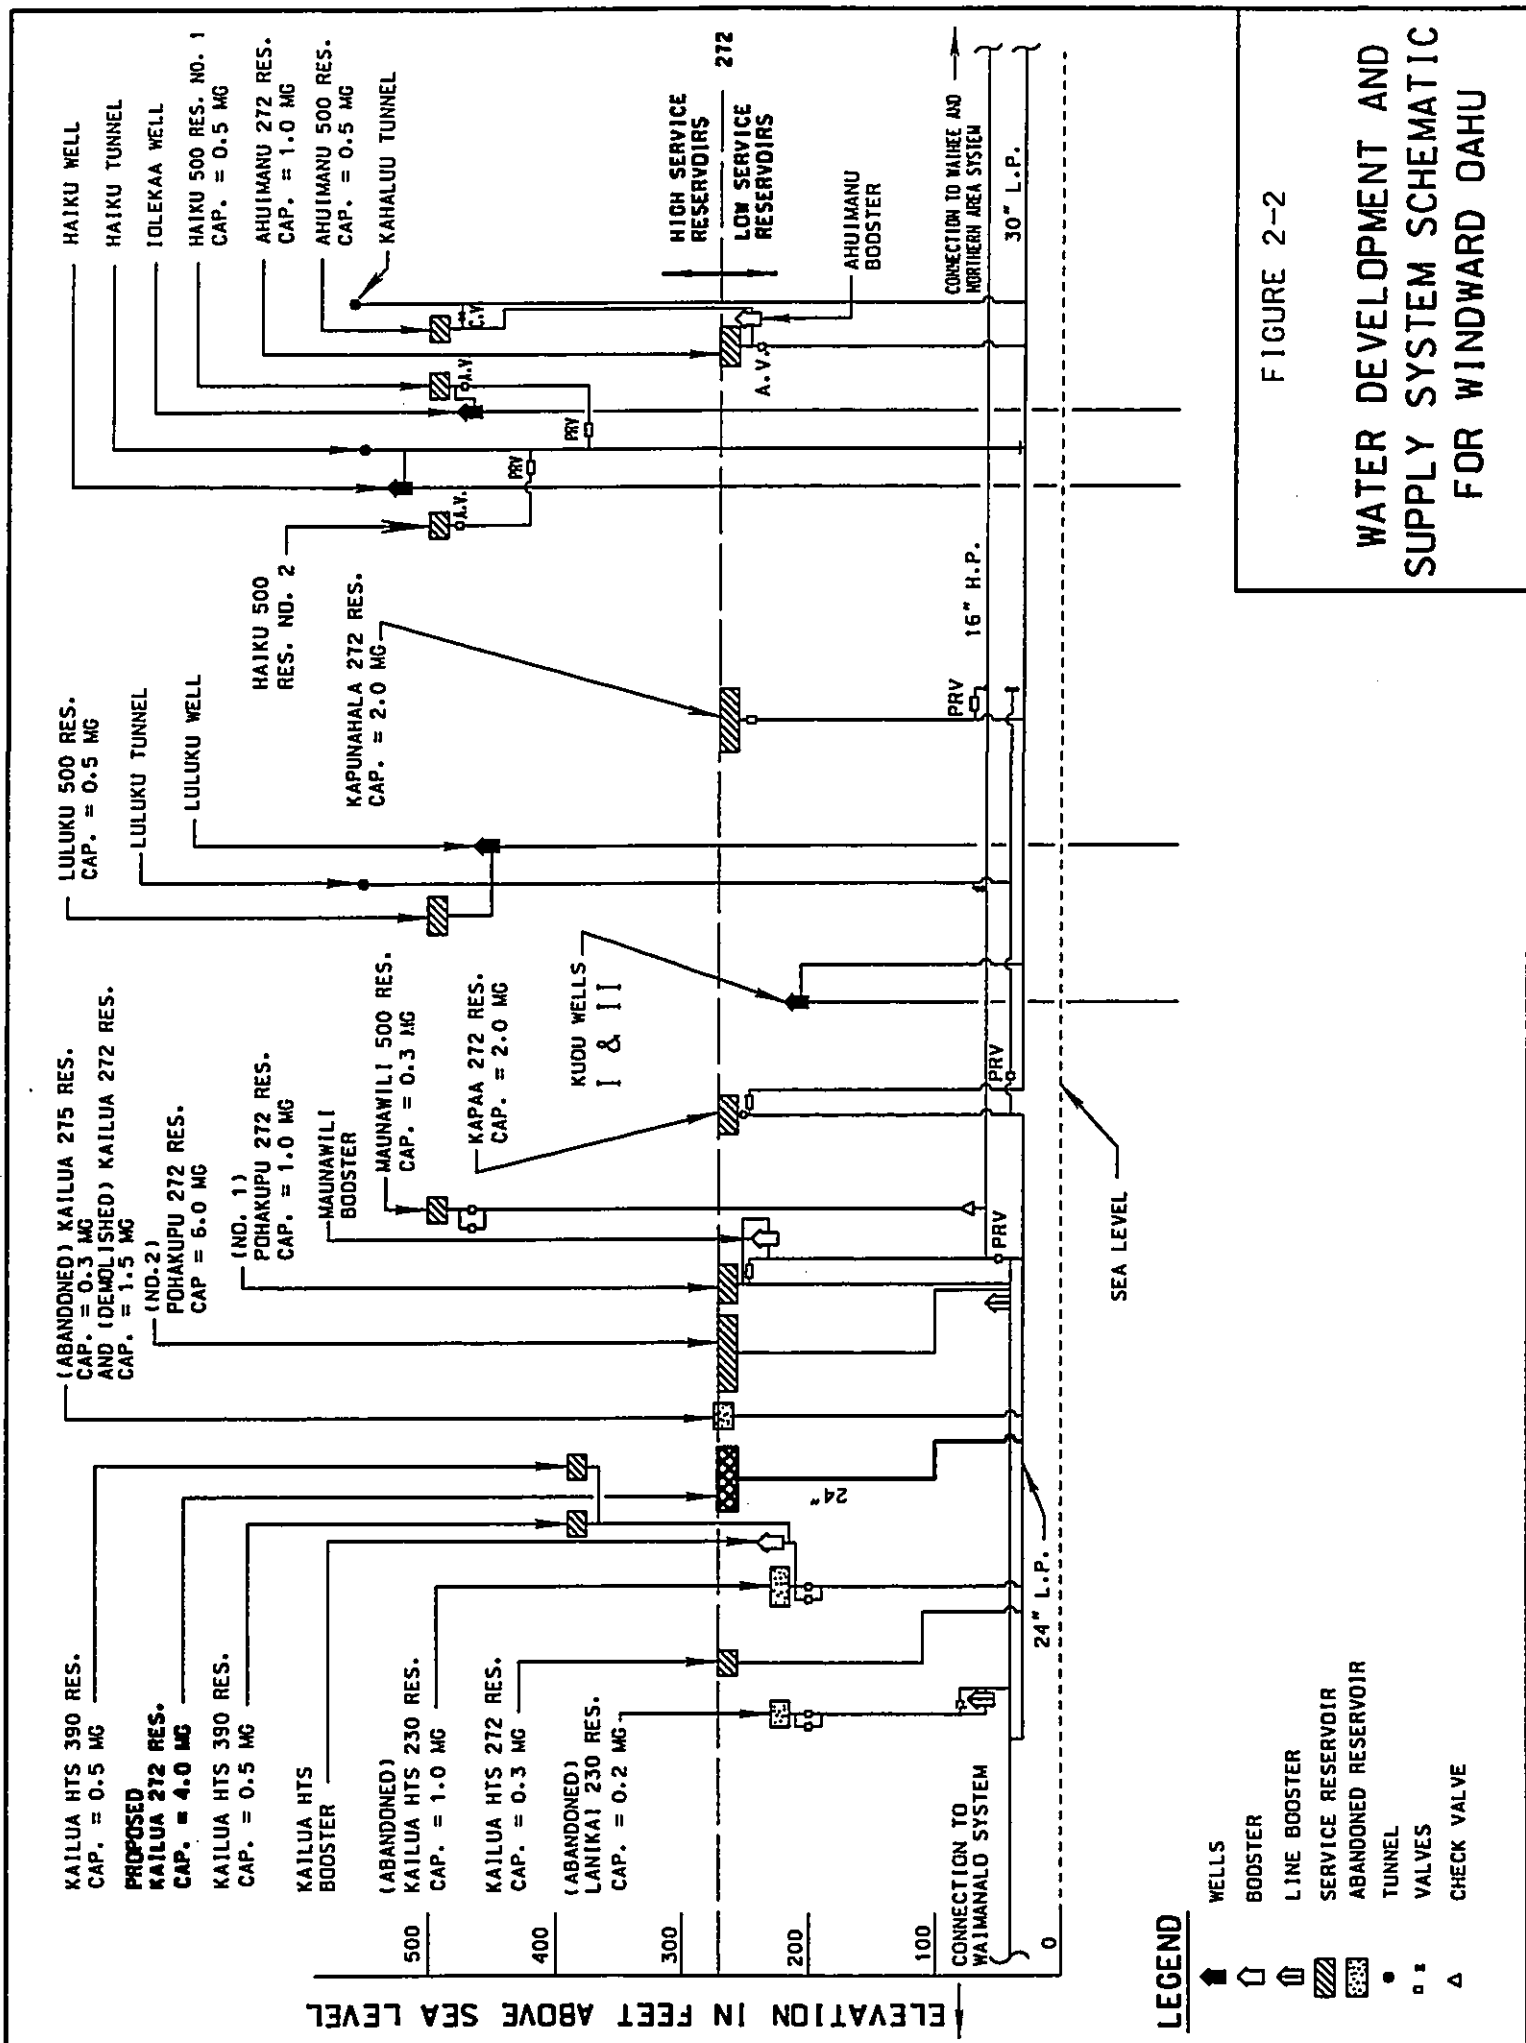 HAIKU WELL
HAIKU TUNNEL
IOLEKAA WELL
HAIKU 500 RES. NO. 1
CAP. = 0.5 MG
AHUIMANU 272 RES.
CAP. = 1.0 MG
AHUIMANU 500 RES.
CAP. = 0.5 MG
KAHALUU TUNNEL
C.V.
A.V.
PRV
A.V.
PRV
A.V.
HIGH SERVICE
RESERVOIRS
272
LOW SERVICE
RESERVOIRS
AHUIMANU
BOOSTER
CONNECTION TO WAIHEE AND
NORTHERN AREA SYSTEM
30" L.P.
16" H.P.
HAIKU 500
RES. NO. 2
KAPUNAHALA 272 RES.
CAP. = 2.0 MG
PRV
LULUKU 500 RES.
CAP. = 0.5 MG
LULUKU TUNNEL
LULUKU WELL
KUOU WELLS
I & II
MAUNAWILI 500 RES.
CAP. = 0.3 MG
KAPAA 272 RES.
CAP. = 2.0 MG
PRV
(ABANDONED) KAILUA 275 RES.
CAP. = 0.3 MG
AND (DEMOLISHED) KAILUA 272 RES.
CAP. = 1.5 MG
(NO.2)
POHAKUPU 272 RES.
CAP = 6.0 MG
(NO. 1)
POHAKUPU 272 RES.
CAP. = 1.0 MG
MAUNAWILI
BOOSTER
PRV
SEA LEVEL
KAILUA HTS 390 RES.
CAP. = 0.5 MG
PROPOSED
KAILUA 272 RES.
CAP. = 4.0 MG
KAILUA HTS 390 RES.
CAP. = 0.5 MG
KAILUA HTS
BOOSTER
(ABANDONED)
KAILUA HTS 230 RES.
CAP. = 1.0 MG
KAILUA HTS 272 RES.
CAP. = 0.3 MG
(ABANDONED)
LANIKAI 230 RES.
CAP. = 0.2 MG
24"
24" L.P.
CONNECTION TO
WAIMANALO SYSTEM
500
400
300
200
100
0
ELEVATION IN FEET ABOVE SEA LEVEL
LEGEND
WELLS
BOOSTER
LINE BOOSTER
SERVICE RESERVOIR
ABANDONED RESERVOIR
TUNNEL
VALVES
CHECK VALVE
FIGURE 2-2
WATER DEVELOPMENT AND
SUPPLY SYSTEM SCHEMATIC
FOR WINDWARD OAHU